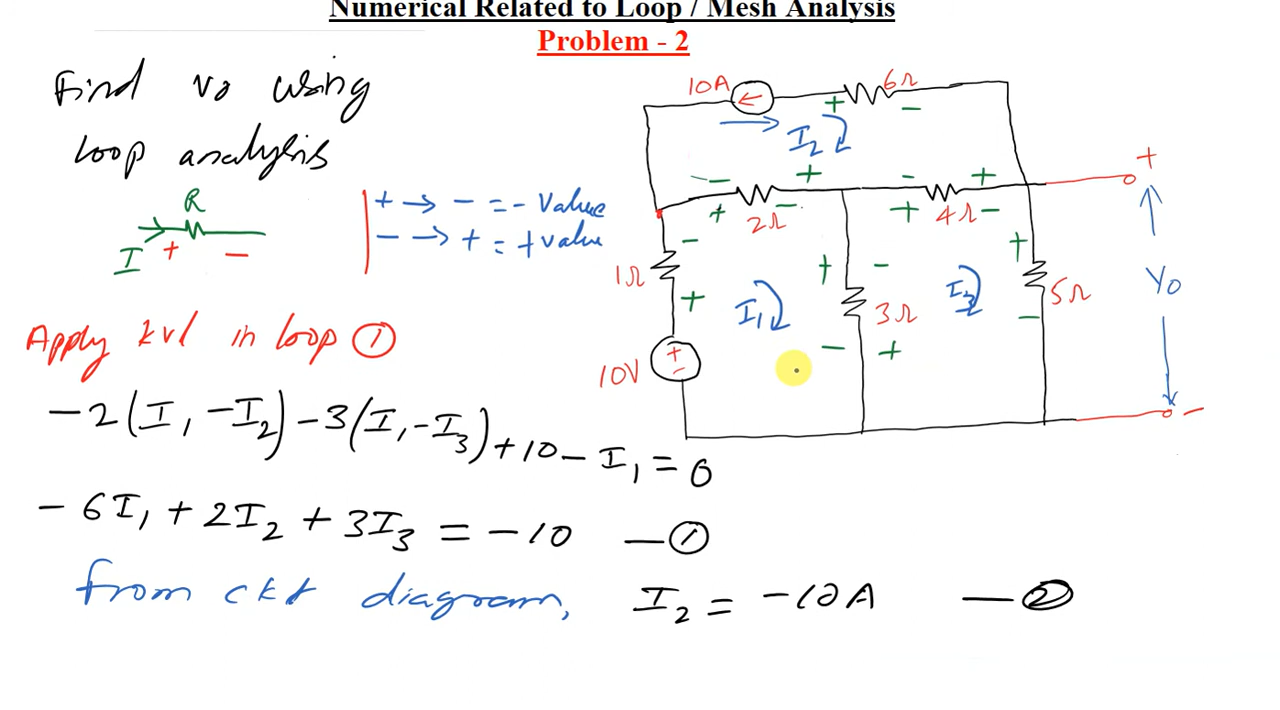 Numerical Related to Loop / Mesh Analysis
Problem - 2
Find vo using
loop analysis
R
I
+
-
+ → - = - Value
- → + = + value
10A
6Ω
+
-
I₂
-
+
-
+
+
2Ω
-
+
4Ω
-
1Ω
-
+
+
-
I₁
3Ω
-
+
I₃
+
5Ω
-
10V
+
-
+
Vo
-
Apply kvl in loop ①
-2(I₁ - I₂) - 3(I₁ - I₃) + 10 - I₁ = 0
- 6I₁ + 2I₂ + 3I₃ = - 10 — ①
from ckt diagram, I₂ = - 10A — ②